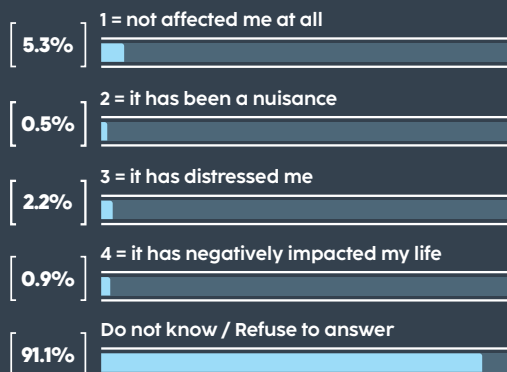 1 = not affected me at all
5.3%
2 = it has been a nuisance
0.5%
3 = it has distressed me
2.2%
4 = it has negatively impacted my life
0.9%
Do not know / Refuse to answer
91.1%